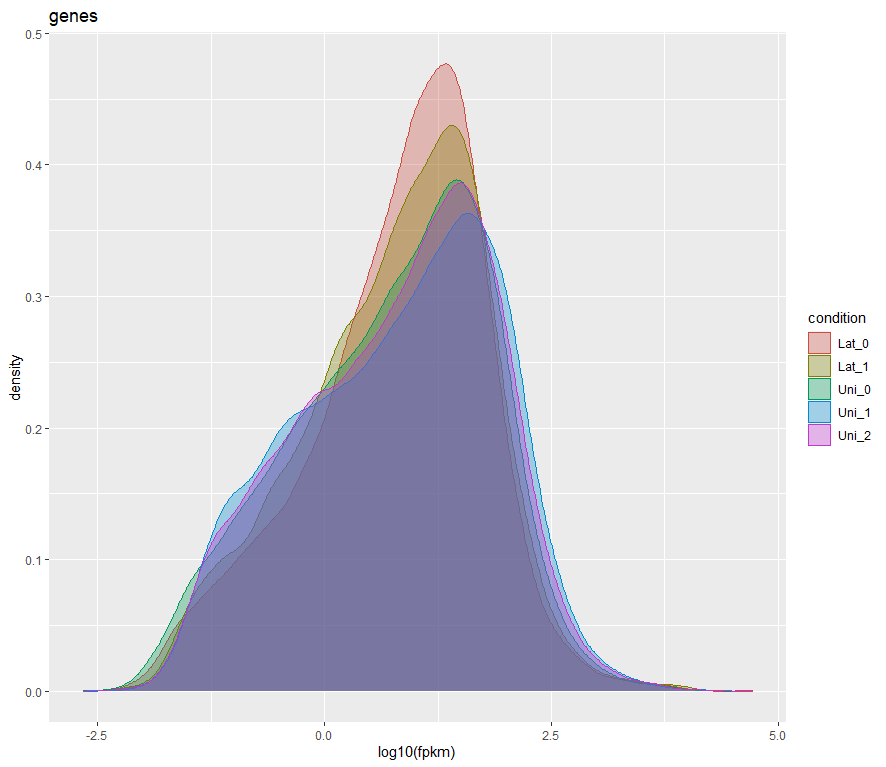 genes
0.5
0.4
0.3
0.2
0.1
0.0
density
-2.5
0.0
2.5
5.0
log10(fpkm)
condition
Lat_0
Lat_1
Uni_0
Uni_1
Uni_2